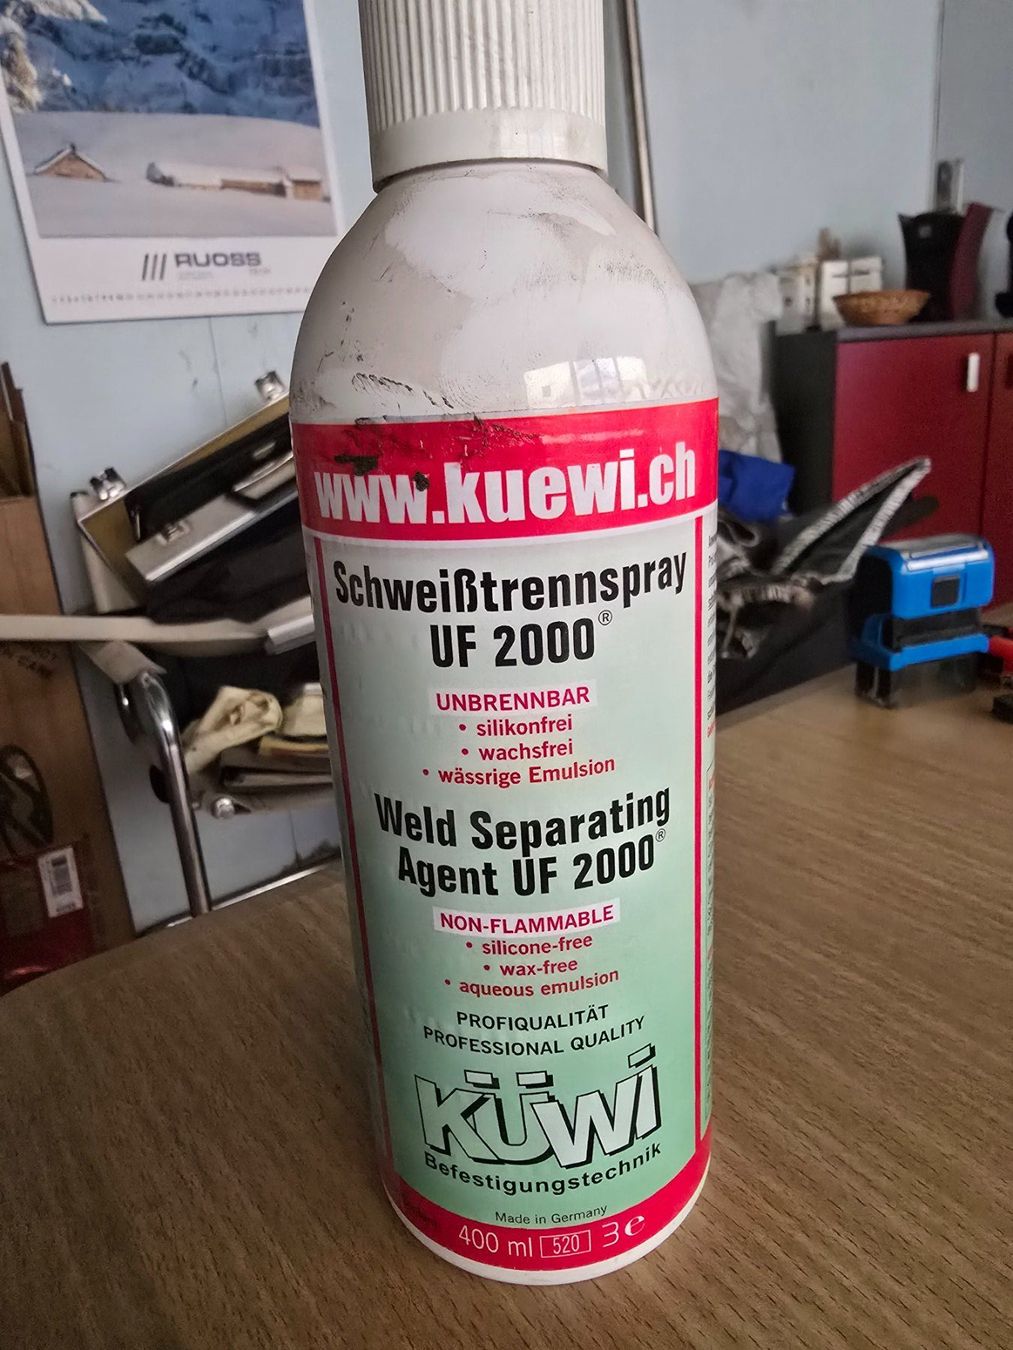 RUOSS
www.kuewi.ch
Schweißtrennspray
UF 2000®
UNBRENNBAR
• silikonfrei
• wachsfrei
• wässrige Emulsion
Weld Separating
Agent UF 2000®
NON-FLAMMABLE
• silicone-free
• wax-free
• aqueous emulsion
PROFIQUALITÄT
PROFESSIONAL QUALITY
KÜWI
Befestigungstechnik
Made in Germany
400 ml 520 3 e